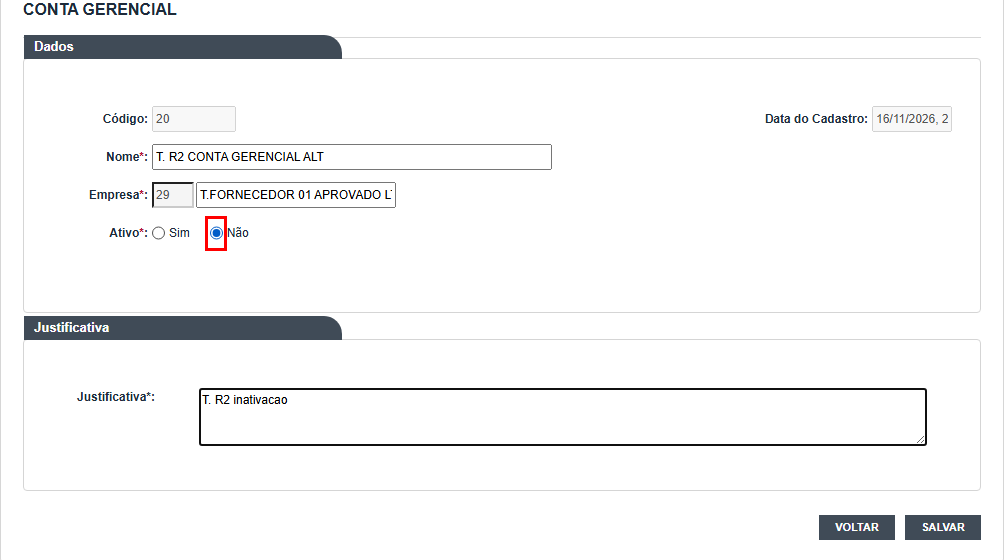 CONTA GERENCIAL
Dados
Código: 20 Data do Cadastro: 16/11/2026, 2
Nome*: T. R2 CONTA GERENCIAL ALT
Empresa*: 29 T.FORNECEDOR 01 APROVADO L
Ativo*: Sim Não
Justificativa
Justificativa*: T. R2 inativacao
VOLTAR SALVAR